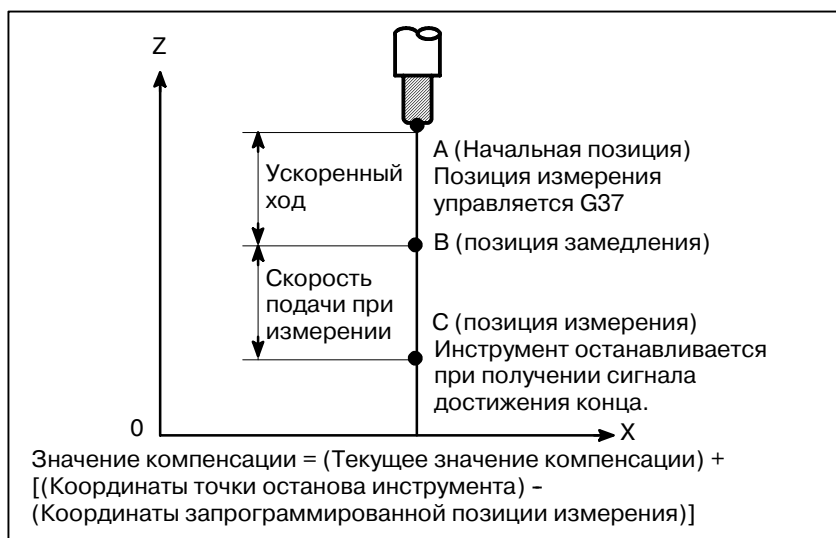 Z
A (Начальная позиция)
Позиция измерения
управляется G37
Ускоренный
ход
B (позиция замедления)
Скорость
подачи при
измерении
C (позиция измерения)
Инструмент останавливается
при получении сигнала
достижения конца.
0
X
Значение компенсации = (Текущее значение компенсации) +
[(Координаты точки останова инструмента) –
(Координаты запрограммированной позиции измерения)]